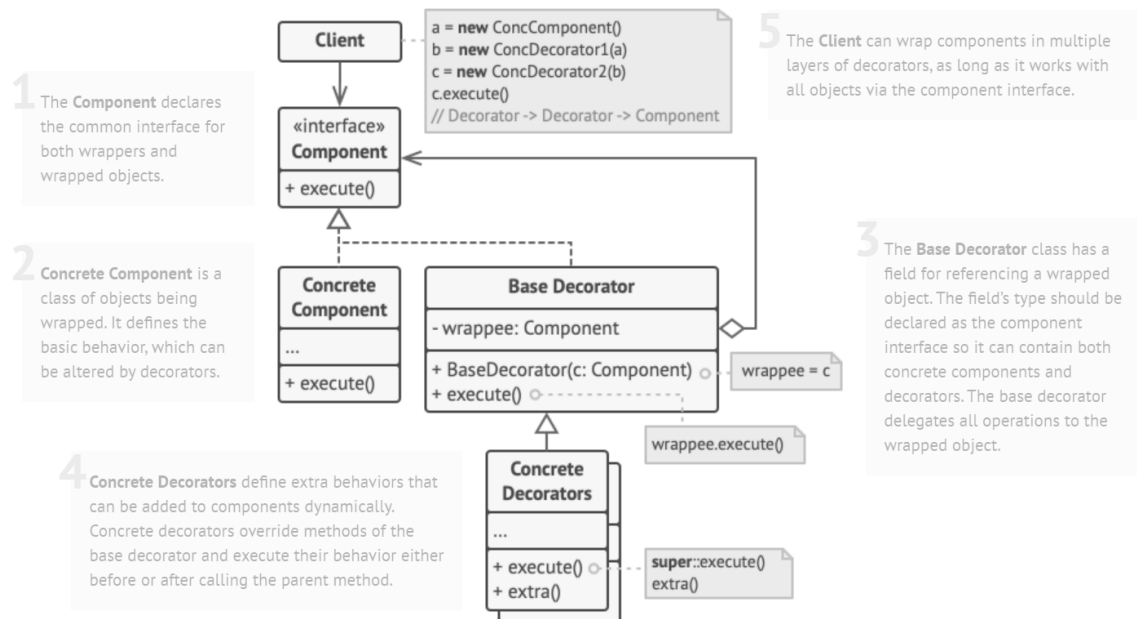 Client
a = new ConcComponent()
b = new ConcDecorator1(a)
c = new ConcDecorator2(b)
c.execute()
// Decorator -> Decorator -> Component
5
The Client can wrap components in multiple
layers of decorators, as long as it works with
all objects via the component interface.
1
The Component declares
the common interface for
both wrappers and
wrapped objects.
«interface»
Component
+ execute()
2
Concrete Component is a
class of objects being
wrapped. It defines the
basic behavior, which can
be altered by decorators.
Concrete
Component
...
+ execute()
Base Decorator
- wrappee: Component
+ BaseDecorator(c: Component)
+ execute()
wrappee = c
wrappee.execute()
3
The Base Decorator class has a
field for referencing a wrapped
object. The field's type should be
declared as the component
interface so it can contain both
concrete components and
decorators. The base decorator
delegates all operations to the
wrapped object.
4
Concrete Decorators define extra behaviors that
can be added to components dynamically.
Concrete decorators override methods of the
base decorator and execute their behavior either
before or after calling the parent method.
Concrete
Decorators
...
+ execute()
+ extra()
super::execute()
extra()